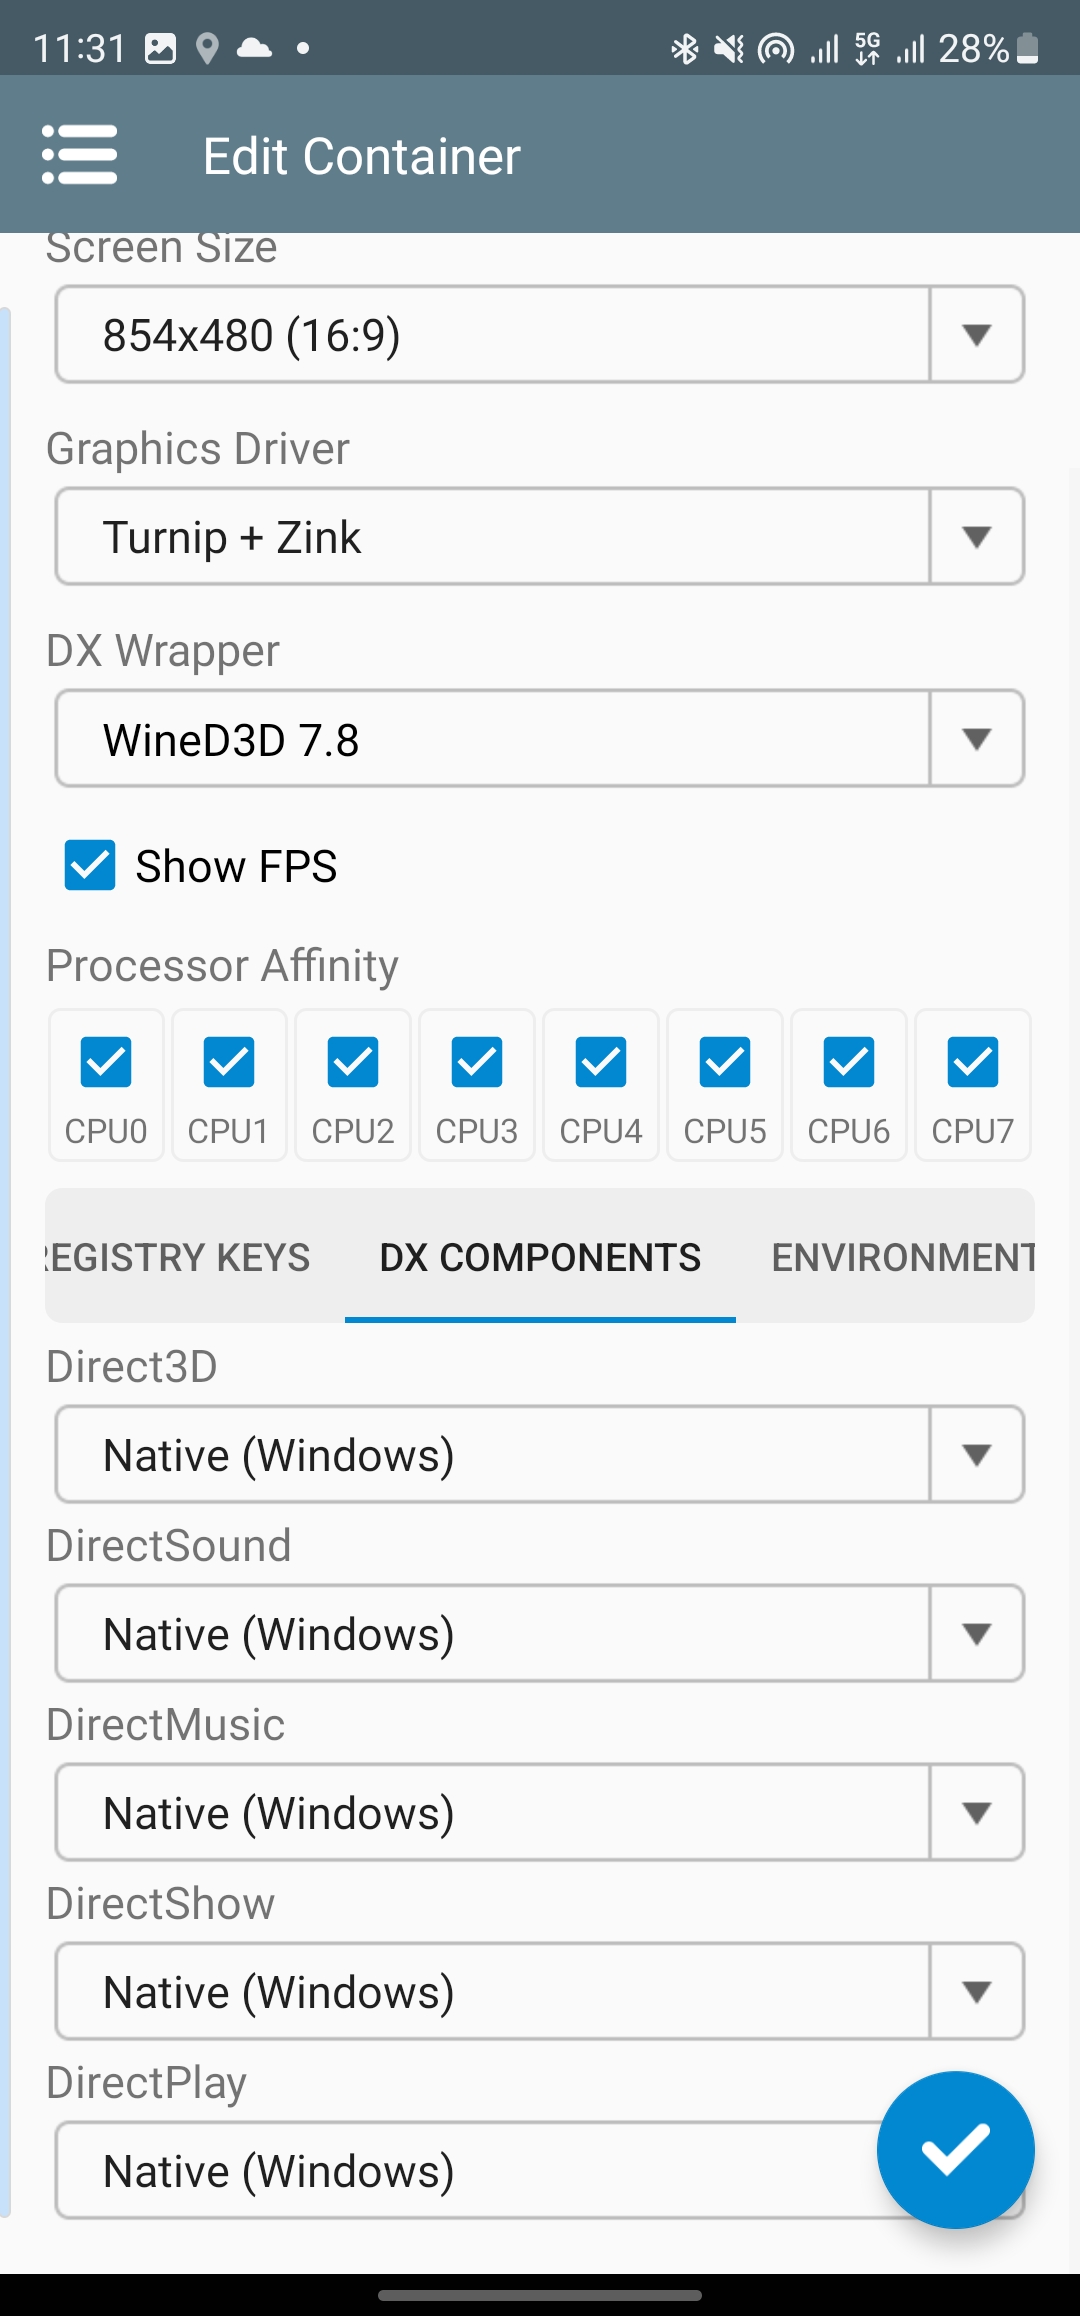 11:31
5G
28%
Edit Container
Screen Size
854x480 (16:9)
Graphics Driver
Turnip + Zink
DX Wrapper
WineD3D 7.8
Show FPS
Processor Affinity
CPU0 CPU1 CPU2 CPU3 CPU4 CPU5 CPU6 CPU7
REGISTRY KEYS DX COMPONENTS ENVIRONMENT
Direct3D
Native (Windows)
DirectSound
Native (Windows)
DirectMusic
Native (Windows)
DirectShow
Native (Windows)
DirectPlay
Native (Windows)